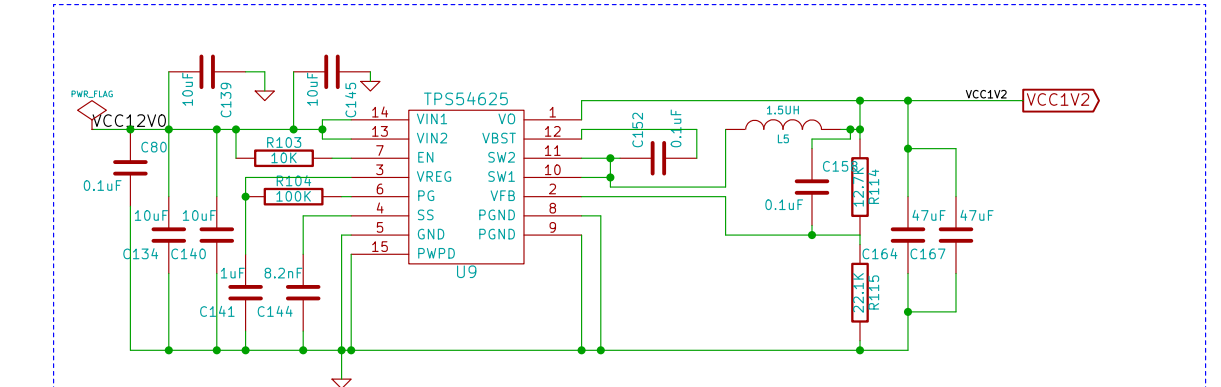 10uF
C139
10uF
C145
PWR_FLAG
VCC12V0
TPS54625
VCC1V2
VCC1V2
C80
0.1uF
R103
10K
R104
100K
14 VIN1 VO 1
13 VIN2 VBST 12
7 EN SW2 11
3 VREG SW1 10
6 PG VFB 2
4 SS PGND 8
5 GND PGND 9
15 PWPD
U9
C152
0.1uF
1.5UH
L5
C158
0.1uF
12.7K
R114
10uF
10uF
C134
C140
47uF
47uF
C164
C167
1uF
8.2nF
C141
C144
22.1K
R115